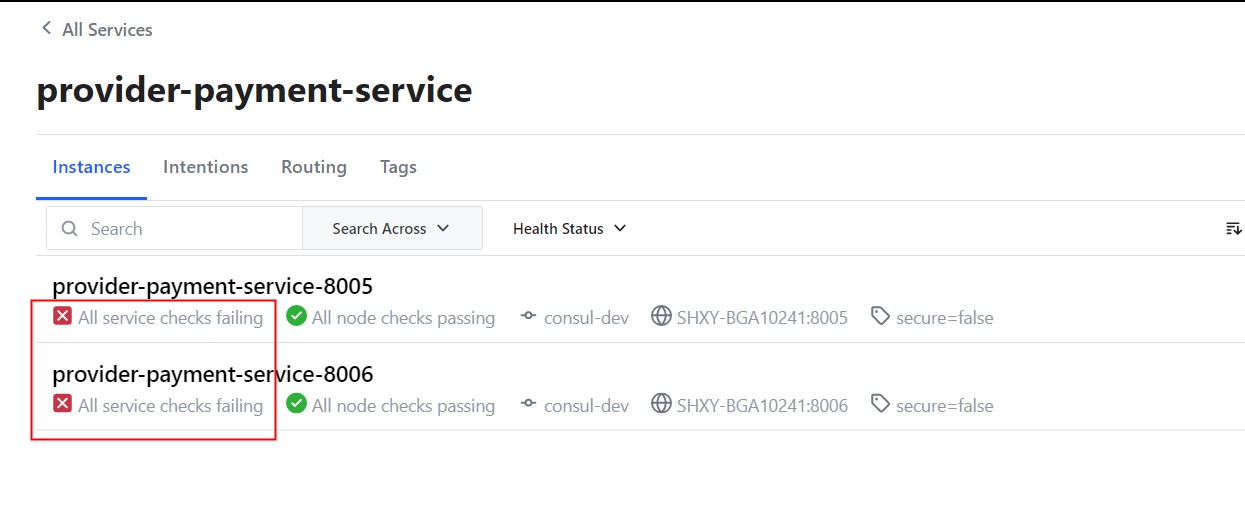 All Services
provider-payment-service
Instances Intentions Routing Tags
Search Search Across Health Status
provider-payment-service-8005
All service checks failing All node checks passing consul-dev SHXY-BGA10241:8005 secure=false
provider-payment-service-8006
All service checks failing All node checks passing consul-dev SHXY-BGA10241:8006 secure=false